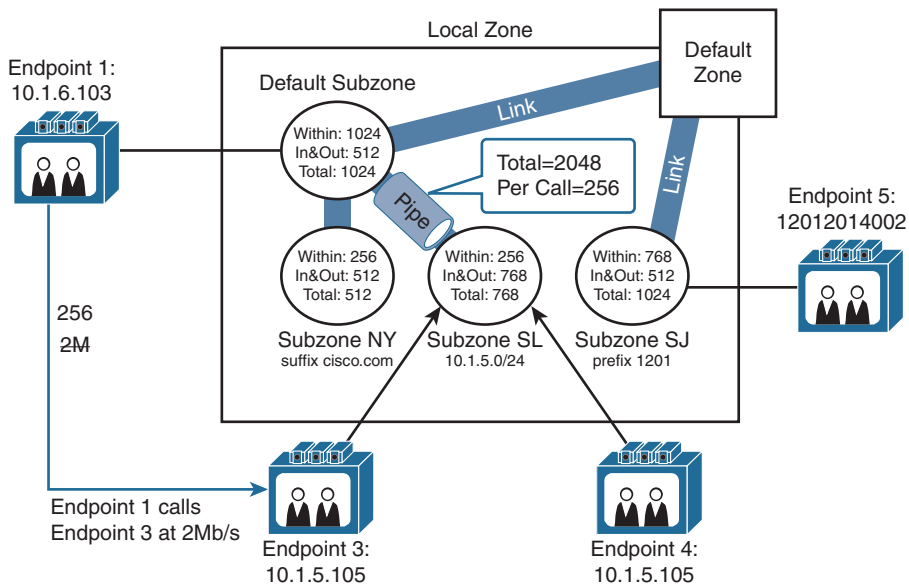 Local Zone
Default
Zone
Endpoint 1:
10.1.6.103
Default Subzone
Link
Within: 1024
In&Out: 512
Total: 1024
Total=2048
Per Call=256
Link
Pipe
Endpoint 5:
12012014002
Within: 256
In&Out: 512
Total: 512
Within: 256
In&Out: 768
Total: 768
Within: 768
In&Out: 512
Total: 1024
Subzone NY
suffix cisco.com
Subzone SL
10.1.5.0/24
Subzone SJ
prefix 1201
256
2M
Endpoint 1 calls
Endpoint 3 at 2Mb/s
Endpoint 3:
10.1.5.105
Endpoint 4:
10.1.5.105